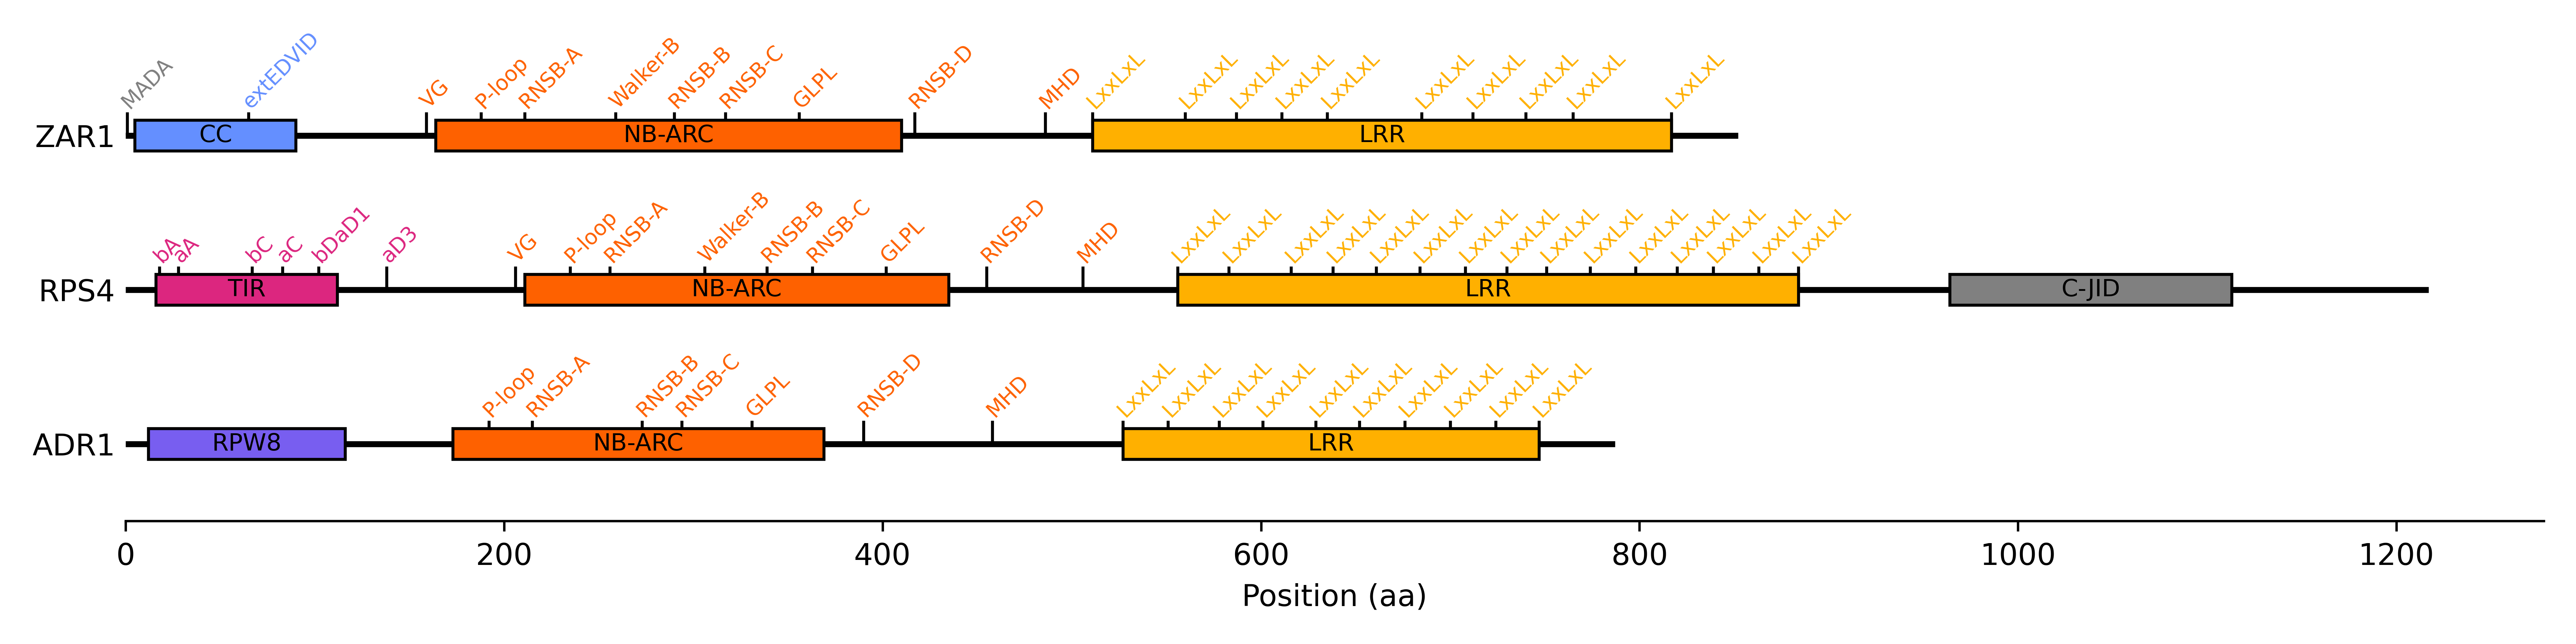 MADA extEDVID VG P-loop RNSB-A Walker-B RNSB-B RNSB-C GLPL RNSB-D MHD LxxLxL LxxLxL LxxLxL LxxLxL LxxLxL LxxLxL LxxLxL LxxLxL LxxLxL LxxLxL
ZAR1 CC NB-ARC LRR
bA aA bC aC bDaD1 aD3 VG P-loop RNSB-A Walker-B RNSB-B RNSB-C GLPL RNSB-D MHD LxxLxL LxxLxL LxxLxL LxxLxL LxxLxL LxxLxL LxxLxL LxxLxL LxxLxL LxxLxL LxxLxL LxxLxL LxxLxL LxxLxL LxxLxL
RPS4 TIR NB-ARC LRR C-JID
P-loop RNSB-A RNSB-B RNSB-C GLPL RNSB-D MHD LxxLxL LxxLxL LxxLxL LxxLxL LxxLxL LxxLxL LxxLxL LxxLxL LxxLxL LxxLxL
ADR1 RPW8 NB-ARC LRR
0 200 400 600 800 1000 1200
Position (aa)